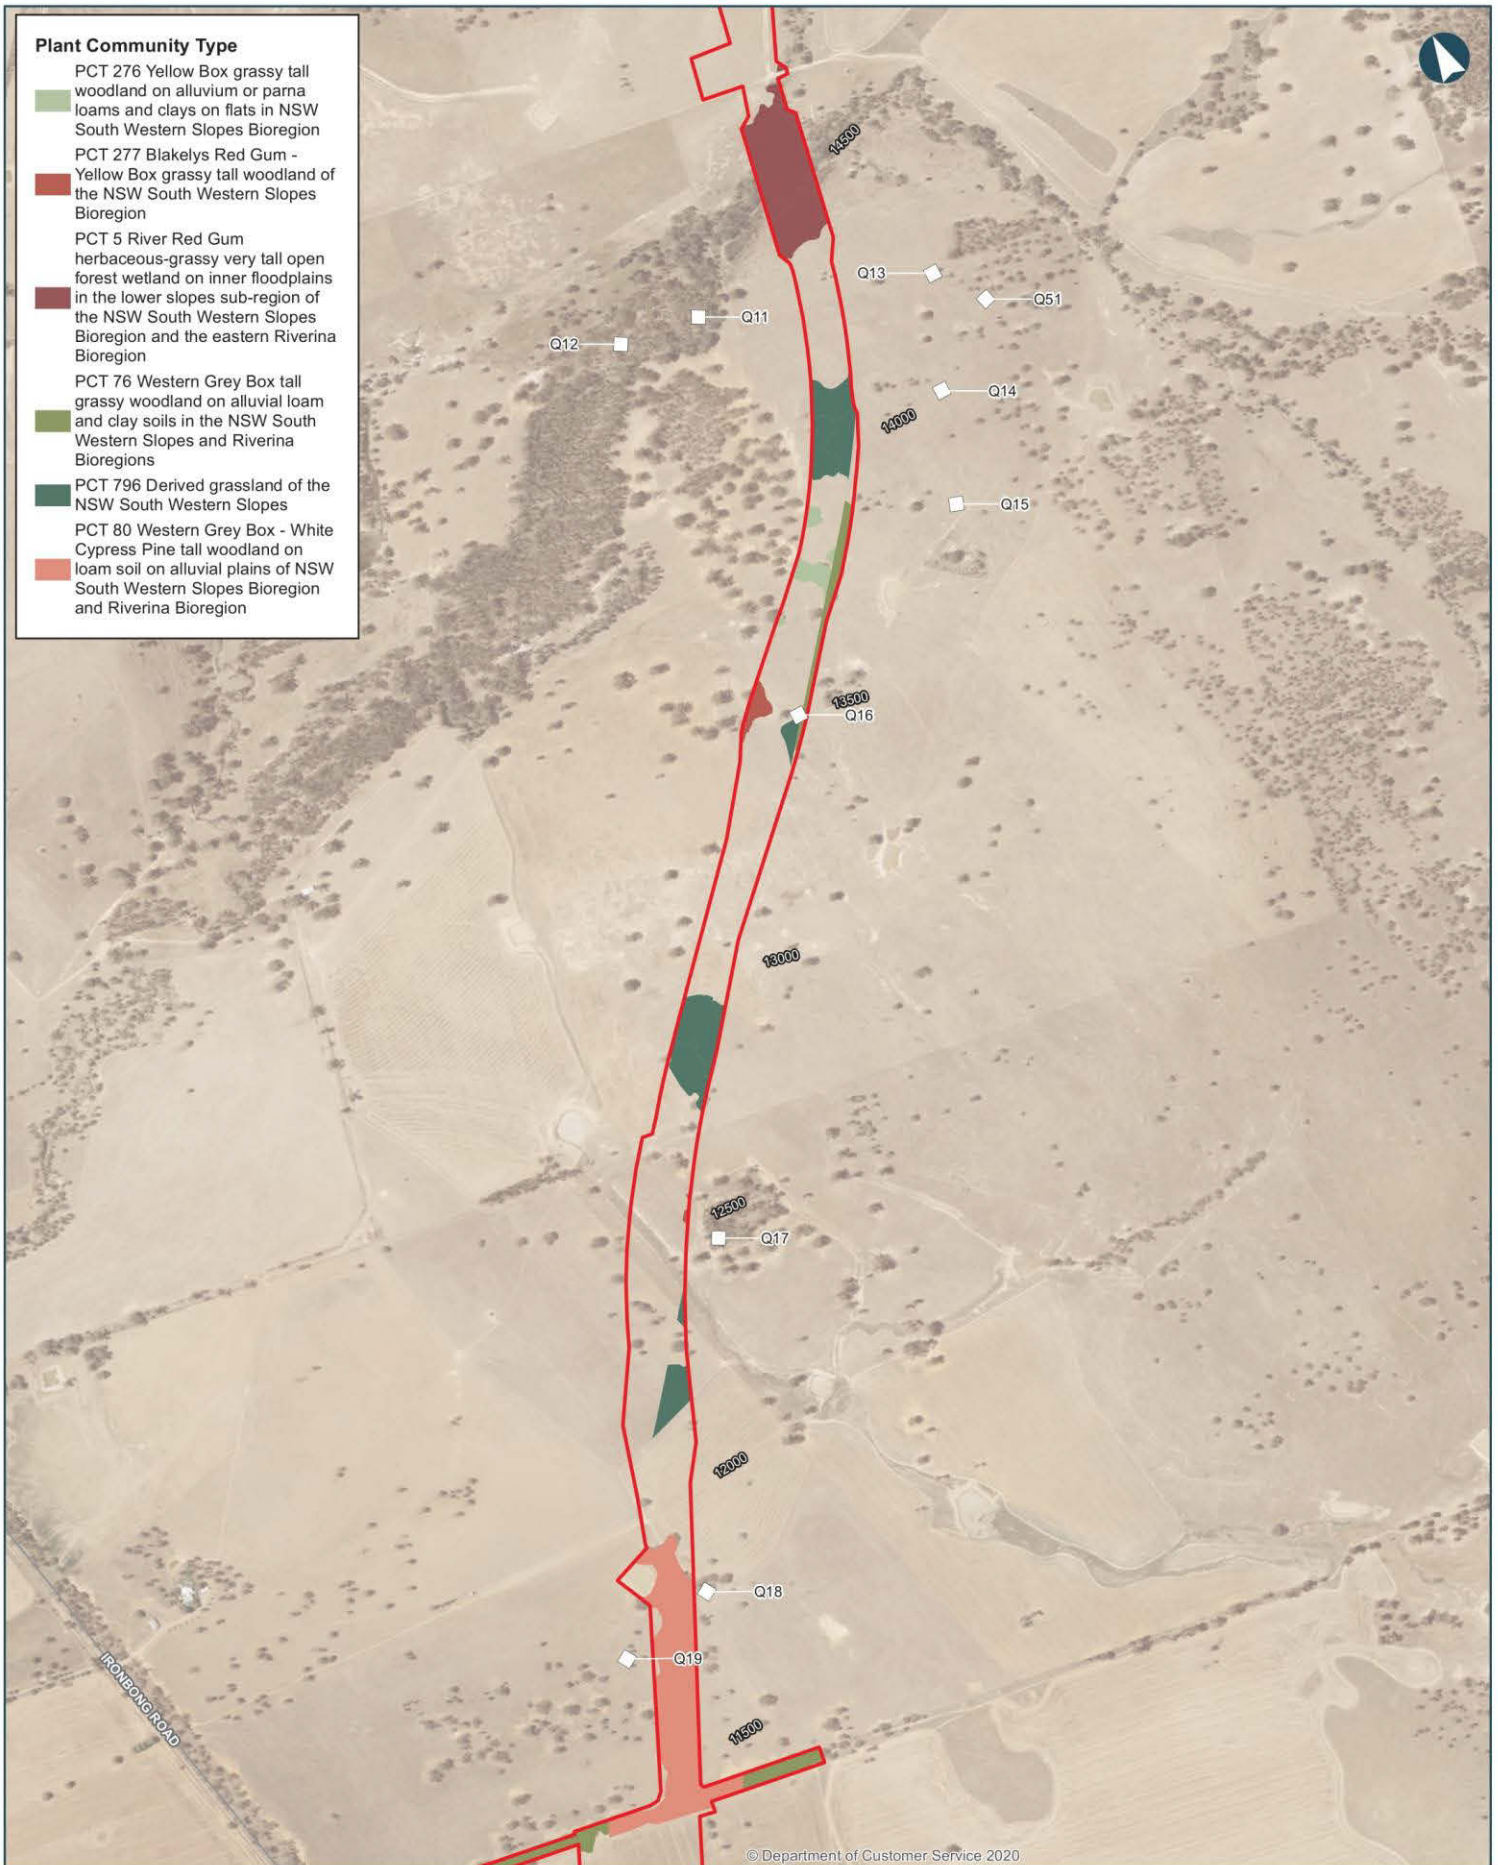 Plant Community Type
PCT 276 Yellow Box grassy tall
woodland on alluvium or parna
loams and clays on flats in NSW
South Western Slopes Bioregion
PCT 277 Blakelys Red Gum -
Yellow Box grassy tall woodland of
the NSW South Western Slopes
Bioregion
PCT 5 River Red Gum
herbaceous-grassy very tall open
forest wetland on inner floodplains
in the lower slopes sub-region of
the NSW South Western Slopes
Bioregion and the eastern Riverina
Bioregion
PCT 76 Western Grey Box tall
grassy woodland on alluvial loam
and clay soils in the NSW South
Western Slopes and Riverina
Bioregions
PCT 796 Derived grassland of the
NSW South Western Slopes
PCT 80 Western Grey Box - White
Cypress Pine tall woodland on
loam soil on alluvial plains of NSW
South Western Slopes Bioregion
and Riverina Bioregion
14500
Q13
Q51
Q11
Q12
Q14
14000
Q15
13500
Q16
13000
12500
Q17
12000
Q18
Q19
IRONBONG ROAD
11500
© Department of Customer Service 2020